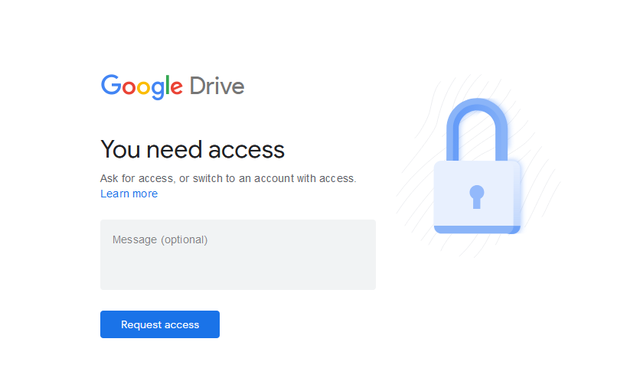 Google Drive
You need access
Ask for access, or switch to an account with access.
Learn more
Message (optional)
Request access